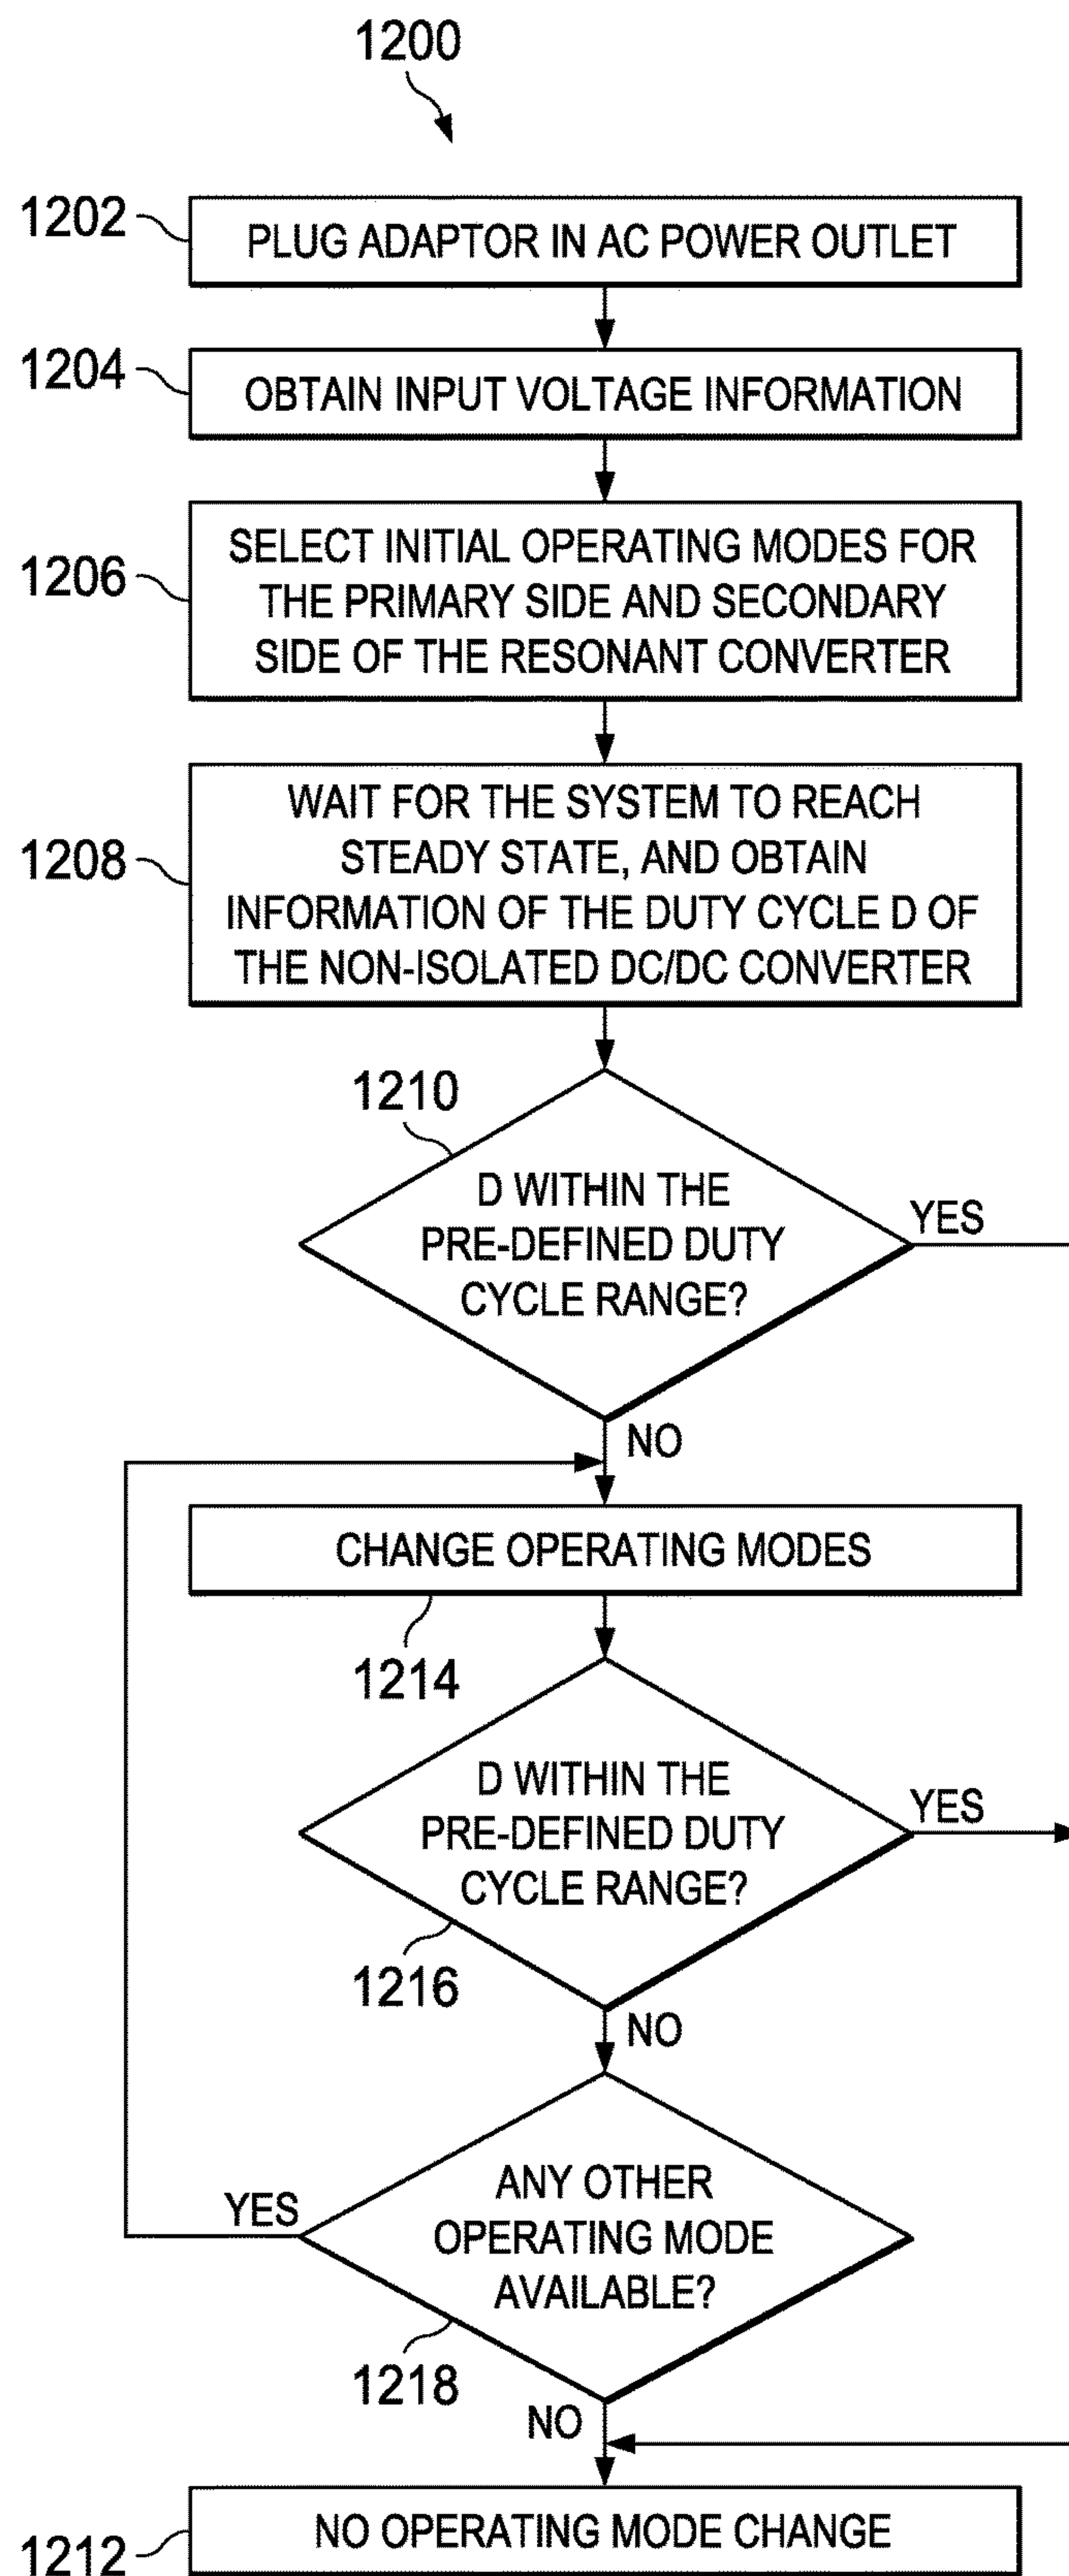 1200
1202
PLUG ADAPTOR IN AC POWER OUTLET
1204
OBTAIN INPUT VOLTAGE INFORMATION
1206
SELECT INITIAL OPERATING MODES FOR
THE PRIMARY SIDE AND SECONDARY
SIDE OF THE RESONANT CONVERTER
1208
WAIT FOR THE SYSTEM TO REACH
STEADY STATE, AND OBTAIN
INFORMATION OF THE DUTY CYCLE D OF
THE NON-ISOLATED DC/DC CONVERTER
1210
D WITHIN THE
PRE-DEFINED DUTY
CYCLE RANGE?
YES
NO
CHANGE OPERATING MODES
1214
D WITHIN THE
PRE-DEFINED DUTY
CYCLE RANGE?
YES
1216
NO
ANY OTHER
OPERATING MODE
AVAILABLE?
YES
1218
NO
1212
NO OPERATING MODE CHANGE